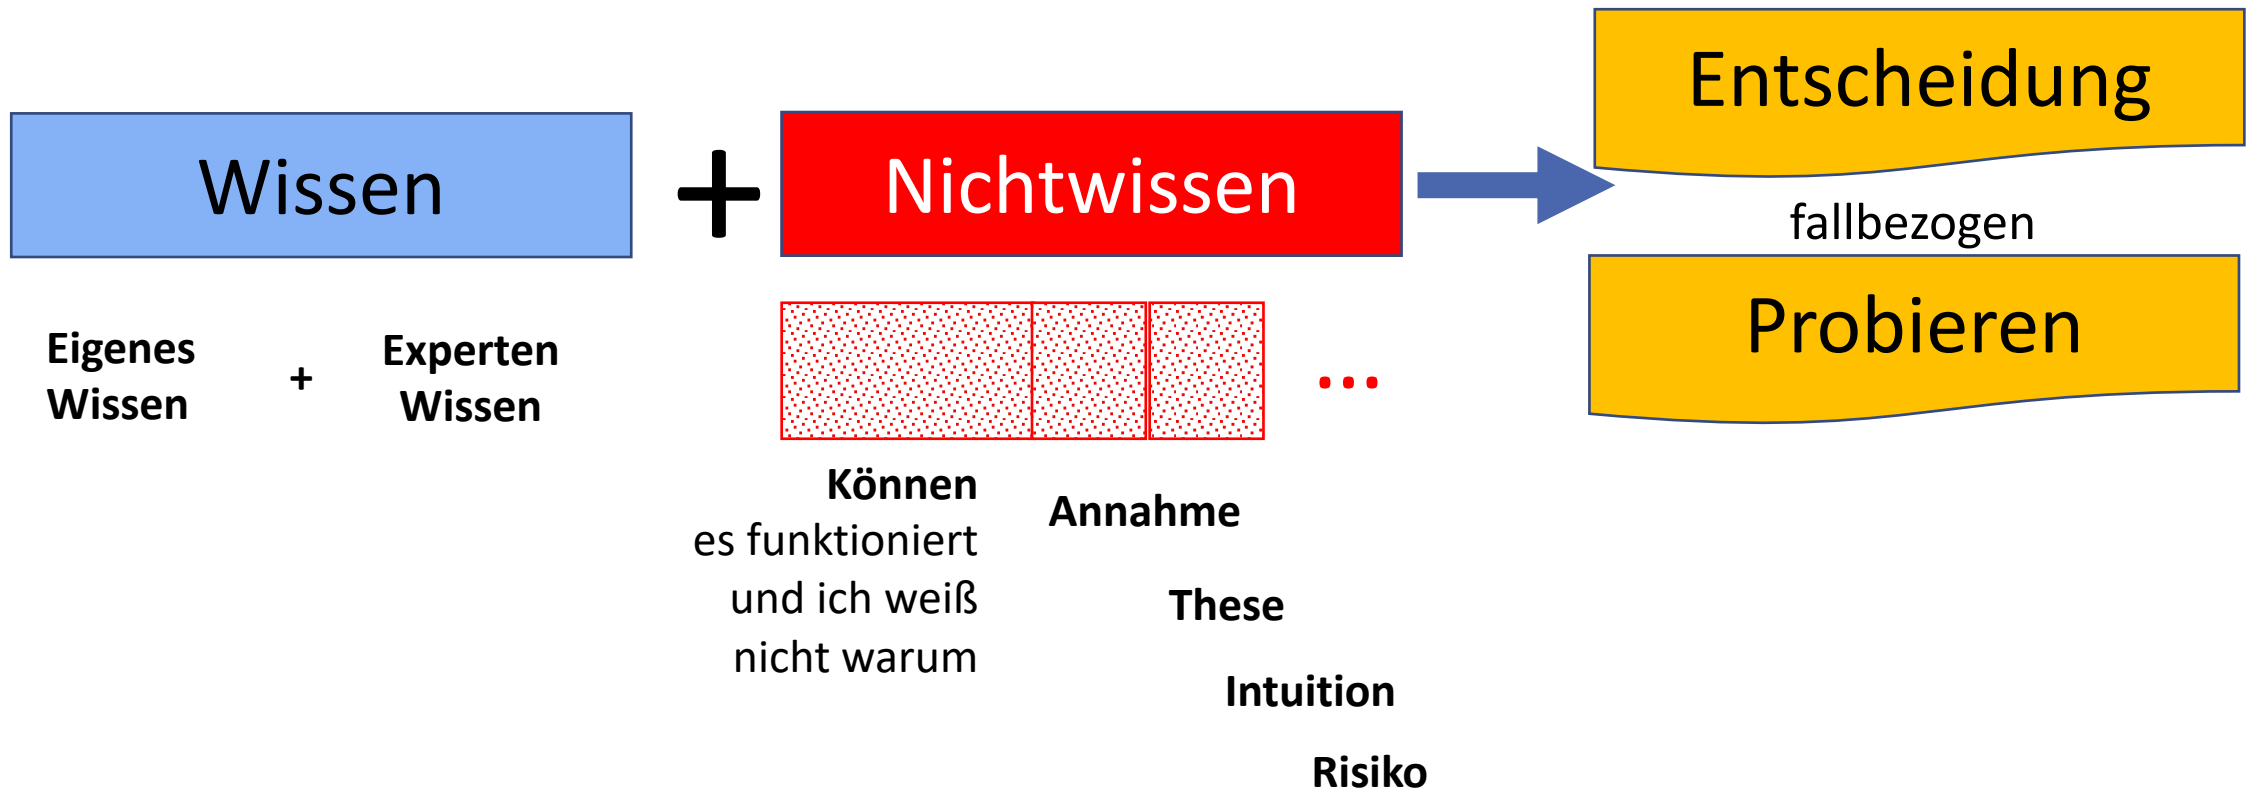 Wissen
+
Nichtwissen
Entscheidung
fallbezogen
Probieren
Eigenes
Wissen
+
Experten
Wissen
...
Können
es funktioniert
und ich weiß
nicht warum
Annahme
These
Intuition
Risiko